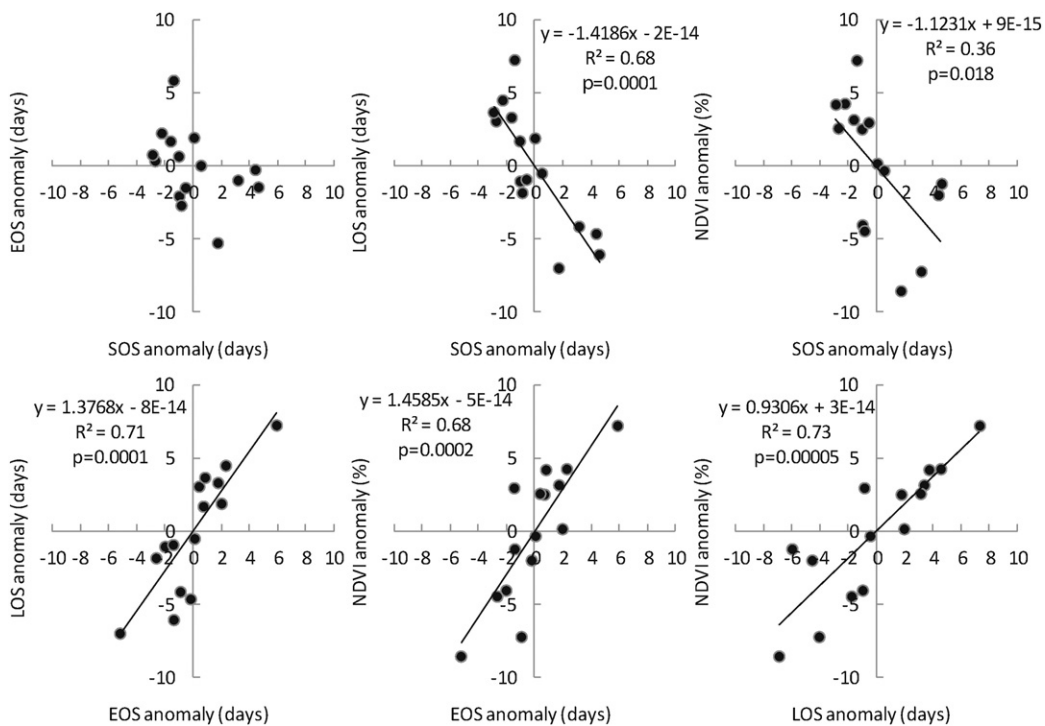 10
5
0
-5
-10
-10 -8 -6 -4 -2 0 2 4 6 8 10
EOS anomaly (days)
SOS anomaly (days)
y = -1.4186x - 2E-14
R² = 0.68
p=0.0001
10
5
0
-5
-10
-10 -8 -6 -4 -2 0 2 4 6 8 10
LOS anomaly (days)
SOS anomaly (days)
y = -1.1231x + 9E-15
R² = 0.36
p=0.018
10
5
0
-5
-10
-10 -8 -6 -4 -2 0 2 4 6 8 10
NDVI anomaly (%)
SOS anomaly (days)
y = 1.3768x - 8E-14
R² = 0.71
p=0.0001
10
5
0
-5
-10
-10 -8 -6 -4 -2 0 2 4 6 8 10
LOS anomaly (days)
EOS anomaly (days)
y = 1.4585x - 5E-14
R² = 0.68
p=0.0002
10
5
0
-5
-10
-10 -8 -6 -4 -2 0 2 4 6 8 10
NDVI anomaly (%)
EOS anomaly (days)
y = 0.9306x + 3E-14
R² = 0.73
p=0.00005
10
5
0
-5
-10
-10 -8 -6 -4 -2 0 2 4 6 8 10
NDVI anomaly (%)
LOS anomaly (days)